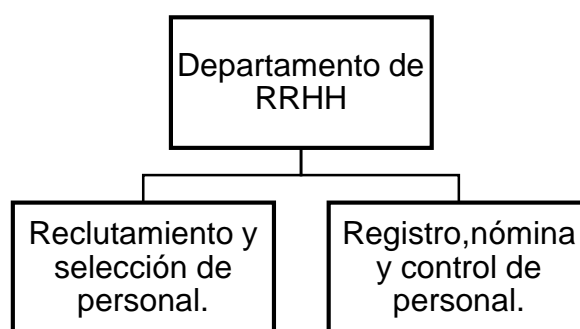 Departamento de
RRHH
Reclutamiento y
selección de
personal.
Registro,nómina
y control de
personal.